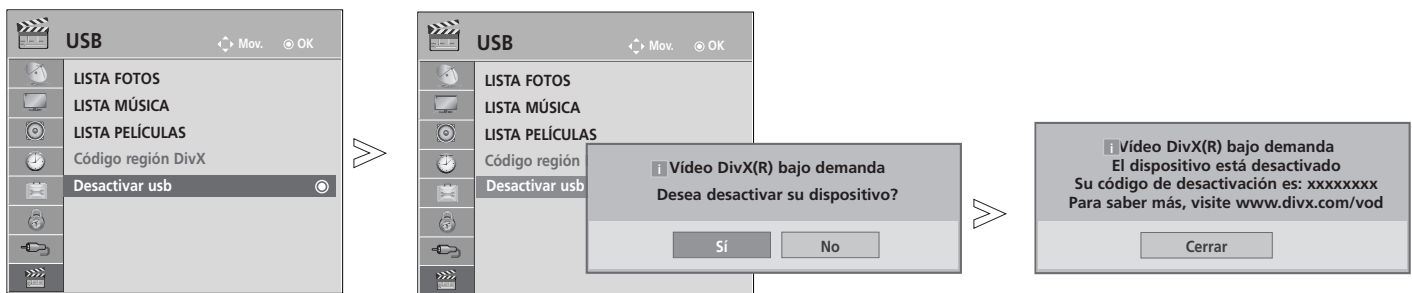 USB
Mov.
OK
LISTA FOTOS
LISTA MÚSICA
LISTA PELÍCULAS
Código región DivX
Desactivar usb
USB
Mov.
OK
LISTA FOTOS
LISTA MÚSICA
LISTA PELÍCULAS
Código región
Desactivar usb
i Vídeo DivX(R) bajo demanda
Desea desactivar su dispositivo?
Sí
No
i Vídeo DivX(R) bajo demanda
El dispositivo está desactivado
Su código de desactivación es: xxxxxxxx
Para saber más, visite www.divx.com/vod
Cerrar